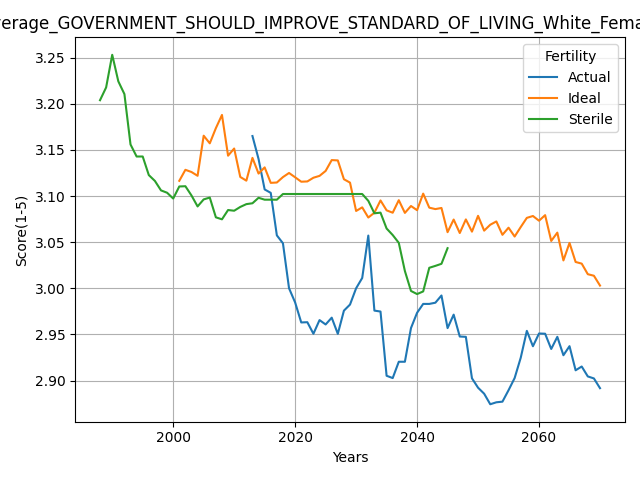 verage_GOVERNMENT_SHOULD_IMPROVE_STANDARD_OF_LIVING_White_Fema
Fertility
Actual
Ideal
Sterile
3.25
3.20
3.15
3.10
3.05
3.00
2.95
2.90
Score(1-5)
2000
2020
2040
2060
Years